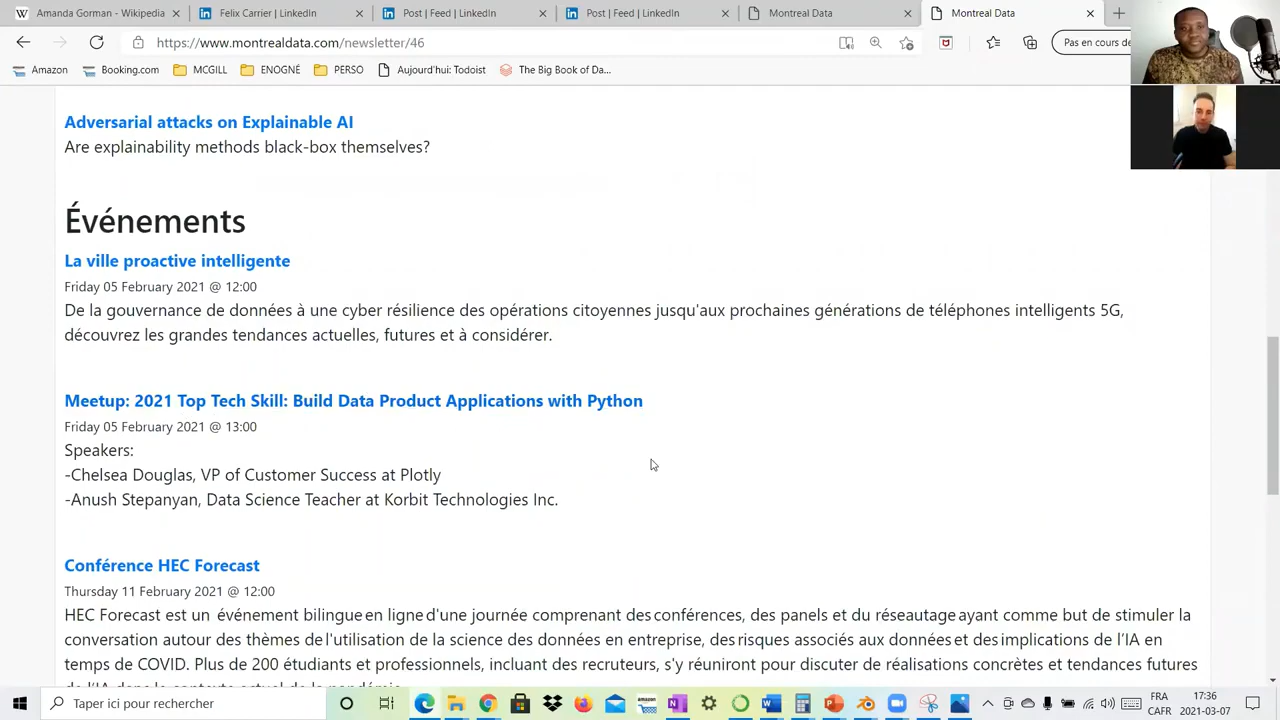 Amanda Gorman - Wikipedia
Felix Carrier | LinkedIn
Post | Feed | LinkedIn
Post | Feed | LinkedIn
Montreal Data
Montreal Data
https://www.montrealdata.com/newsletter/46
Pas en cours de
Amazon
Booking.com
MCGILL
ENOGNÉ
PERSO
Aujourd'hui: Todoist
The Big Book of Da...
Adversarial attacks on Explainable AI
Are explainability methods black-box themselves?
Événements
La ville proactive intelligente
Friday 05 February 2021 @ 12:00
De la gouvernance de données à une cyber résilience des opérations citoyennes jusqu'aux prochaines générations de téléphones intelligents 5G,
découvrez les grandes tendances actuelles, futures et à considérer.
Meetup: 2021 Top Tech Skill: Build Data Product Applications with Python
Friday 05 February 2021 @ 13:00
Speakers:
-Chelsea Douglas, VP of Customer Success at Plotly
-Anush Stepanyan, Data Science Teacher at Korbit Technologies Inc.
Conférence HEC Forecast
Thursday 11 February 2021 @ 12:00
HEC Forecast est un événement bilingue en ligne d'une journée comprenant des conférences, des panels et du réseautage ayant comme but de stimuler la
conversation autour des thèmes de l'utilisation de la science des données en entreprise, des risques associés aux données et des implications de l'IA en
temps de COVID. Plus de 200 étudiants et professionnels, incluant des recruteurs, s'y réuniront pour discuter de réalisations concrètes et tendances futures
de l'IA dans le contexte actuel de la pandémie.
Taper ici pour rechercher
FRA
CAFR
17:36
2021-03-07